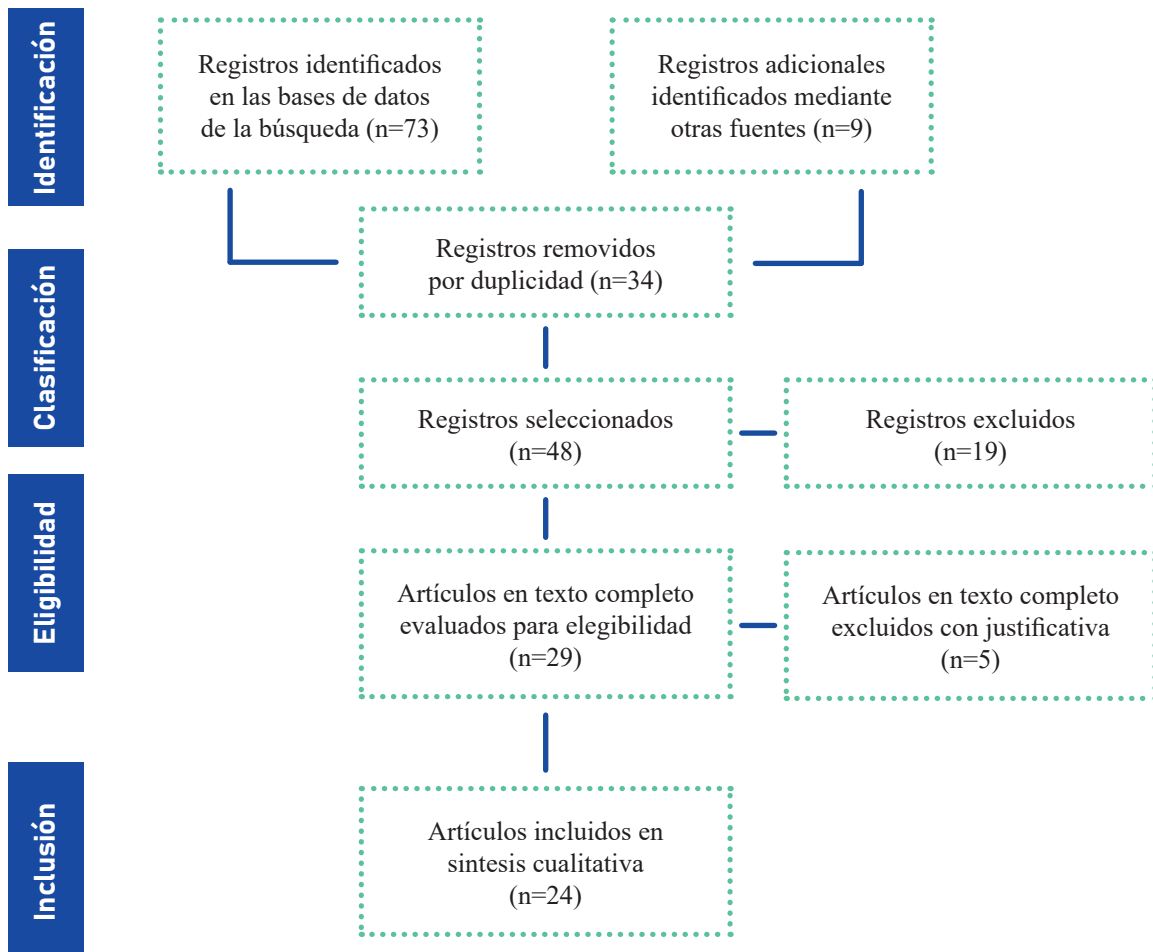 Identificación
Registros identificados
en las bases de datos
de la búsqueda (n=73)
Registros adicionales
identificados mediante
otras fuentes (n=9)
Clasificación
Registros removidos
por duplicidad (n=34)
Registros seleccionados
(n=48)
Registros excluidos
(n=19)
Eligibilidad
Artículos en texto completo
evaluados para elegibilidad
(n=29)
Artículos en texto completo
excluidos con justificativa
(n=5)
Inclusión
Artículos incluidos en
sintesis cualitativa
(n=24)